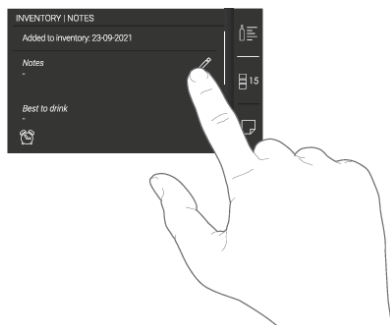 INVENTORY | NOTES
Added to inventory: 23-09-2021
Notes
-
15
Best to drink
-